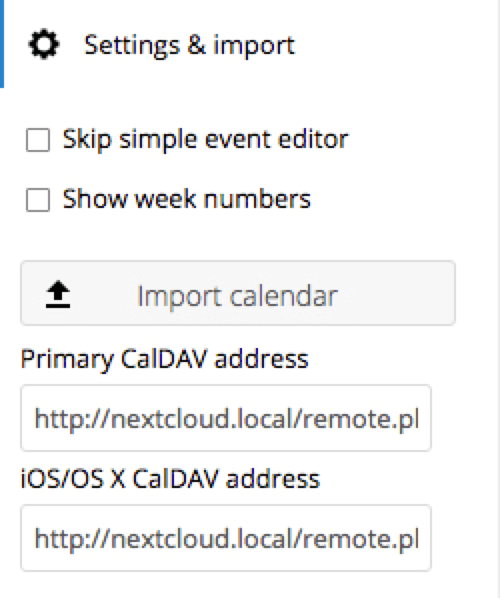 Settings & import
Skip simple event editor
Show week numbers
Import calendar
Primary CalDAV address
http://nextcloud.local/remote.pl
iOS/OS X CalDAV address
http://nextcloud.local/remote.pl